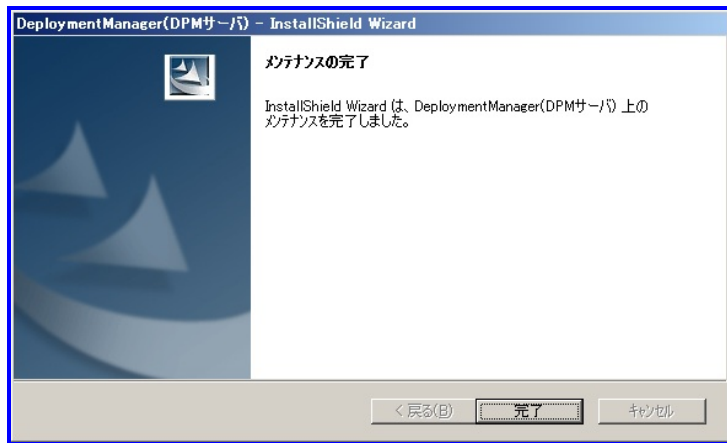 DeploymentManager(DPMサーバ) - InstallShield Wizard
メンテナンスの完了
InstallShield Wizard は、DeploymentManager(DPMサーバ) 上の
メンテナンスを完了しました。
< 戻る(B)
完了
キャンセル